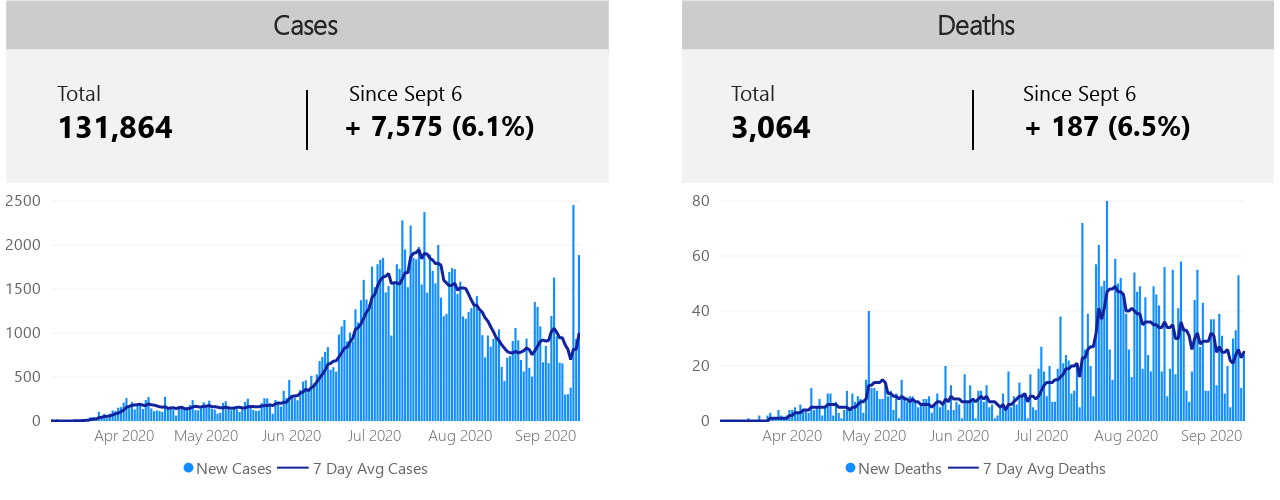 Cases
Total
131,864
Since Sept 6
+ 7,575 (6.1%)
2500
2000
1500
1000
500
0
Apr 2020 May 2020 Jun 2020 Jul 2020 Aug 2020 Sep 2020
New Cases 7 Day Avg Cases
Deaths
Total
3,064
Since Sept 6
+ 187 (6.5%)
80
60
40
20
0
Apr 2020 May 2020 Jun 2020 Jul 2020 Aug 2020 Sep 2020
New Deaths 7 Day Avg Deaths